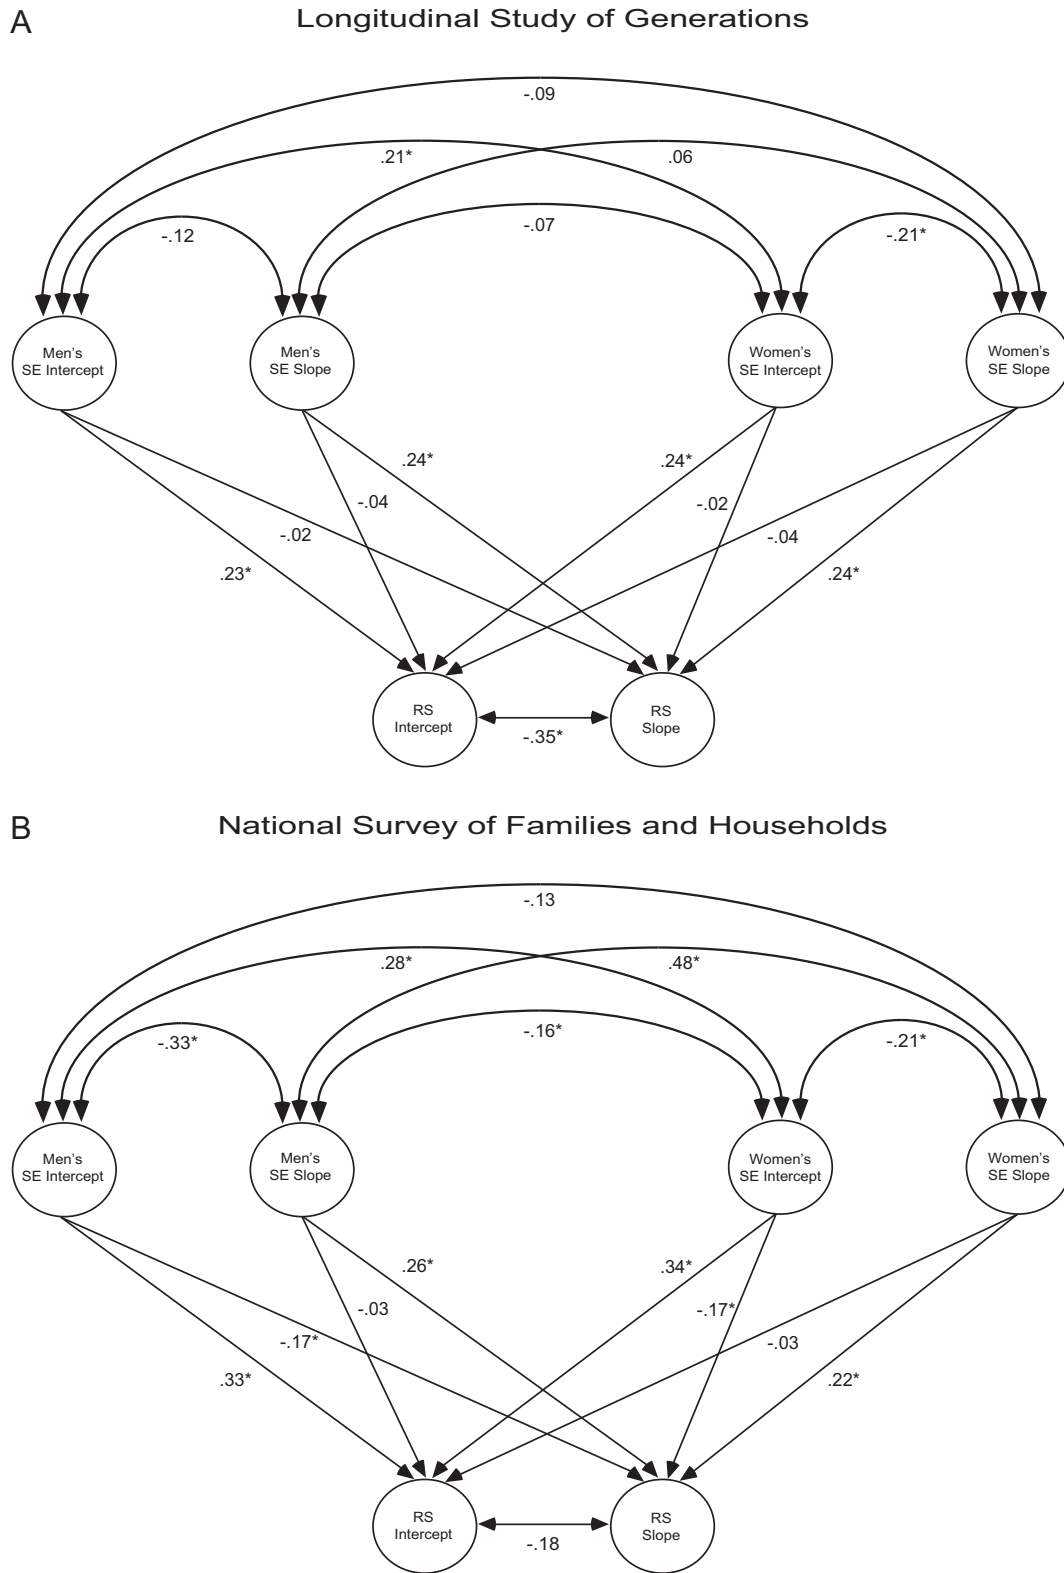 A
Longitudinal Study of Generations
-.09
.21*
.06
-.12
-.07
-.21*
Men's
SE Intercept
Men's
SE Slope
Women's
SE Intercept
Women's
SE Slope
.24*
.24*
-.04
-.02
-.02
-.04
.23*
.24*
RS
Intercept
RS
Slope
-.35*
B
National Survey of Families and Households
-.13
.28*
.48*
-.33*
-.16*
-.21*
Men's
SE Intercept
Men's
SE Slope
Women's
SE Intercept
Women's
SE Slope
.26*
.34*
-.03
-.17*
-.17*
-.03
.33*
.22*
RS
Intercept
RS
Slope
-.18